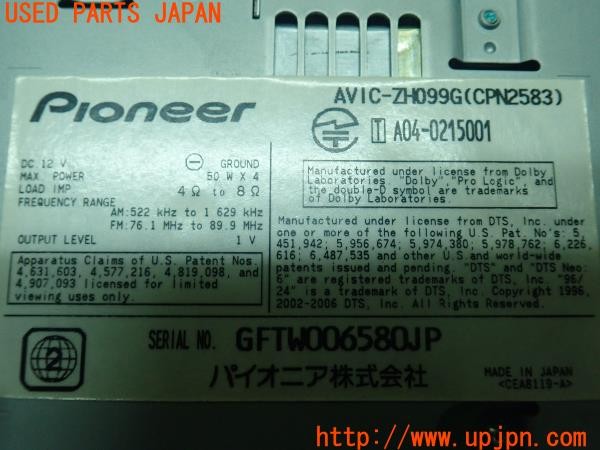 USED PARTS JAPAN
Pioneer
AVIC-ZH099G(CPN2583)
T A04-0215001
DC.12 V ⊖ GROUND
MAX. POWER 50 W X 4
LOAD IMP 4Ω to 8Ω
FREQUENCY RANGE
AM:522 kHz to 1 629 kHz
FM:76.1 MHz to 89.9 MHz
OUTPUT LEVEL 1 V
Apparatus Claims of U.S. Patent Nos.
4,631,603, 4,577,216, 4,819,098, and
4,907,093 licensed for limited
viewing uses only.
Manufactured under license from Dolby
Laboratories. "Dolby", "Pro Logic", and
the double-D symbol are trademarks
of Dolby Laboratories.
Manufactured under license from DTS, Inc. under
one or more of the following U.S. Pat. No's: 5,
451,942; 5,956,674; 5,974,380; 5,978,762; 6,226,
616; 6,487,535 and other U.S. and world-wide
patents issued and pending. "DTS" and "DTS Neo:
6" are registered trademarks of DTS, Inc. "96/
24" is a trademark of DTS, Inc. Copyright 1996,
2002-2006 DTS, Inc. All Rights Reserved.
2
SERIAL NO. GFTW006580JP
パイオニア株式会社
MADE IN JAPAN
<CEA8119-A>
http://www.upjpn.com/